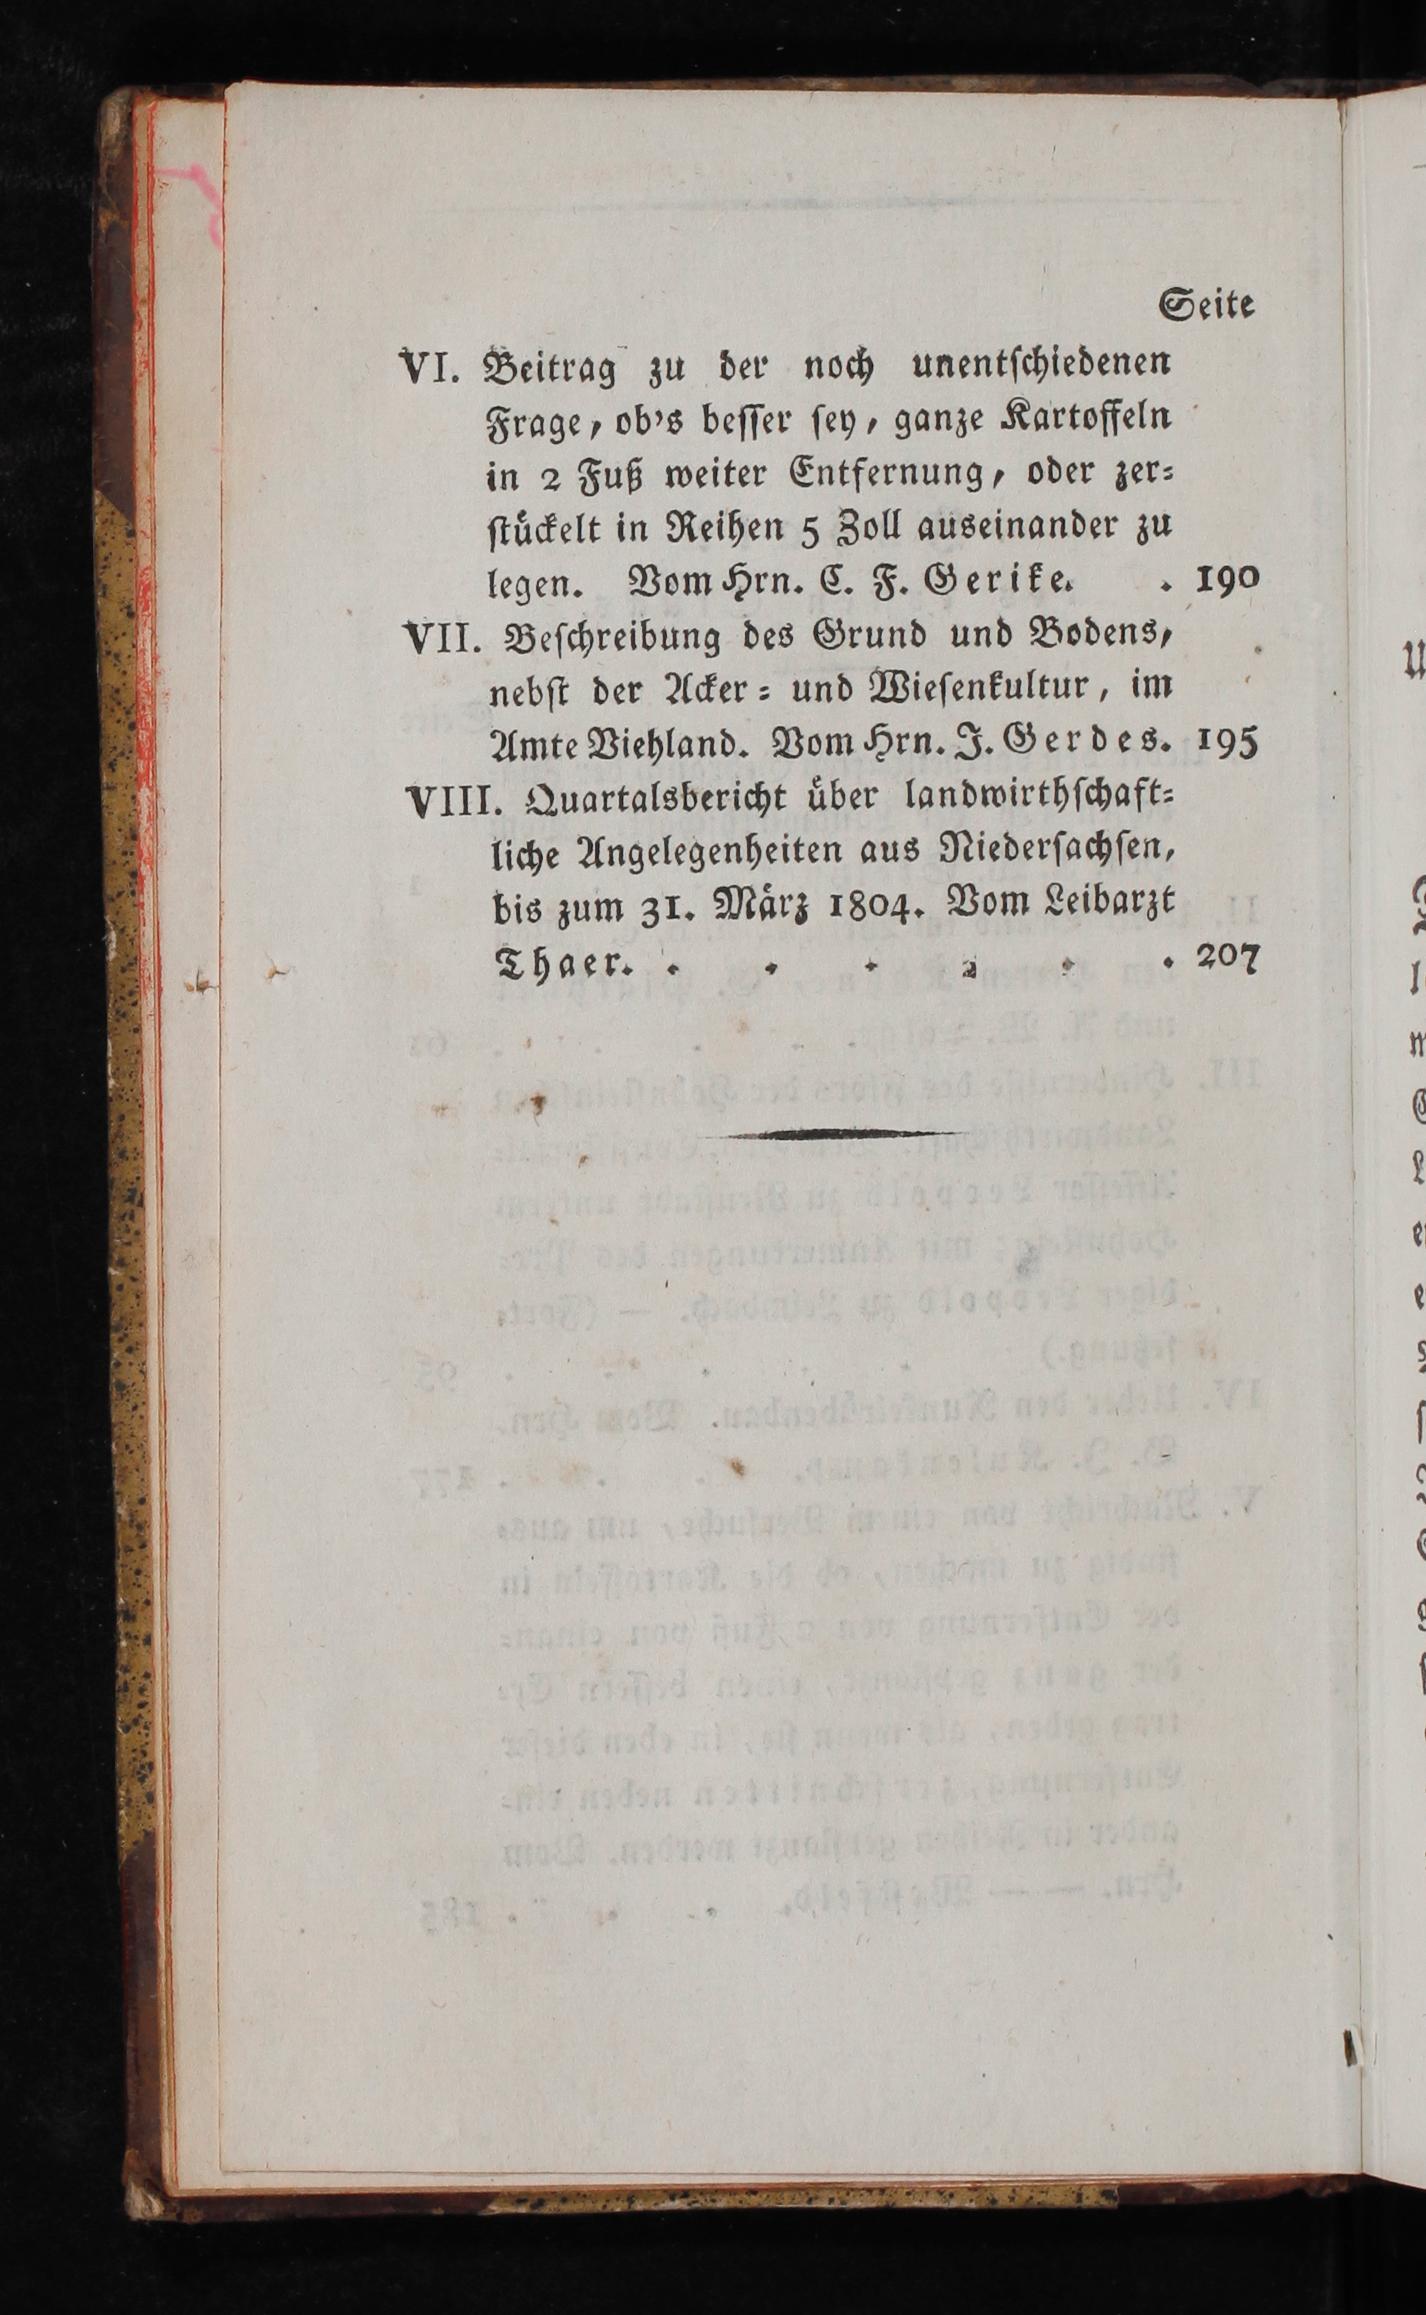 Seite
VI. Beitrag zu der noch unentſchiedenen
Frage, ob's beſſer ſey, ganze Kartoffeln
in 2 Fuß weiter Entfernung, oder zer⸗
ſtückelt in Reihen 5 Zoll auseinander zu
legen. Vom Hrn. C. F. Gerike. . 190
VII. Beſchreibung des Grund und Bodens,
nebſt der Acker⸗ und Wieſenkultur, im
Amte Viehland. Vom Hrn. J. Gerdes. 195
VIII. Quartalsbericht über landwirthſchaft⸗
liche Angelegenheiten aus Niederſachſen,
bis zum 31. März 1804. Vom Leibarzt
Thaer. . . . . . . 207